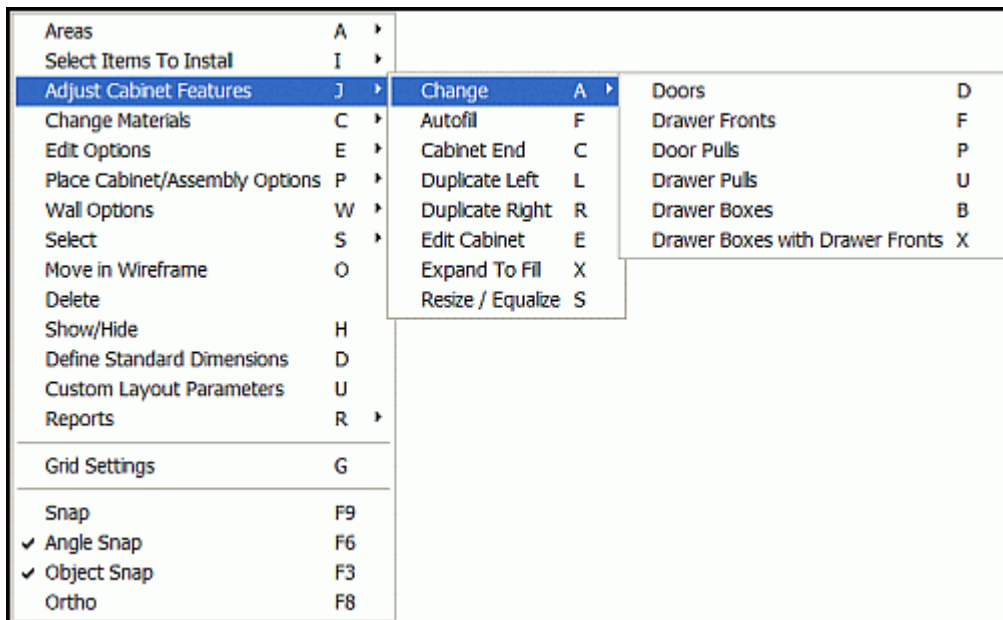 Areas A
Select Items To Install I
Adjust Cabinet Features J
Change Materials C
Edit Options E
Place Cabinet/Assembly Options P
Wall Options W
Select S
Move in Wireframe O
Delete
Show/Hide H
Define Standard Dimensions D
Custom Layout Parameters U
Reports R
Grid Settings G
Snap F9
Angle Snap F6
Object Snap F3
Ortho F8
Change A
Autofill F
Cabinet End C
Duplicate Left L
Duplicate Right R
Edit Cabinet E
Expand To Fill X
Resize / Equalize S
Doors D
Drawer Fronts F
Door Pulls P
Drawer Pulls U
Drawer Boxes B
Drawer Boxes with Drawer Fronts X